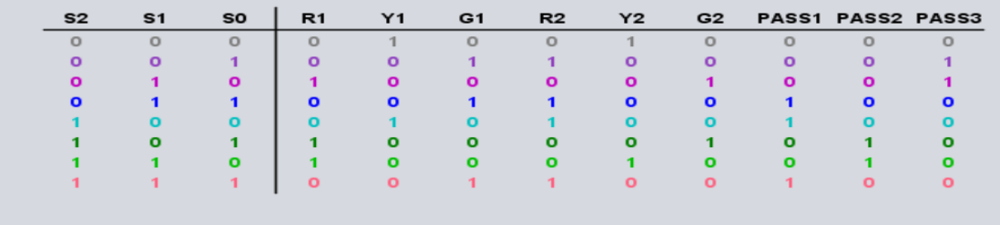 S2 S1 S0 R1 Y1 G1 R2 Y2 G2 PASS1 PASS2 PASS3
0 0 0 0 1 0 0 1 0 0 0 0
0 0 1 0 0 1 1 0 0 0 0 1
0 1 0 1 0 0 0 0 1 0 0 1
0 1 1 0 0 1 1 0 0 1 0 0
1 0 0 0 1 0 1 0 0 1 0 0
1 0 1 1 0 0 0 0 1 0 1 0
1 1 0 1 0 0 0 1 0 0 1 0
1 1 1 0 0 1 1 0 0 1 0 0